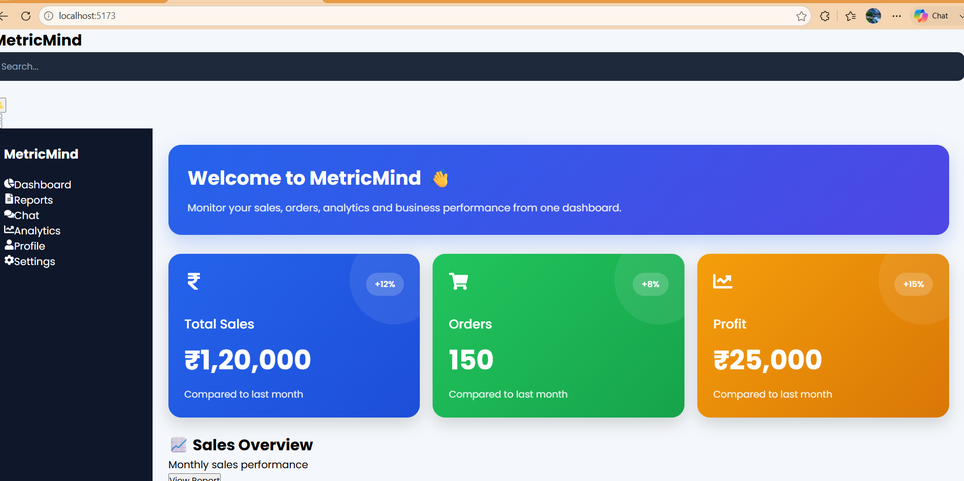 localhost:5173
Chat
MetricMind
Search...
MetricMind
Dashboard
Reports
Chat
Analytics
Profile
Settings
Welcome to MetricMind 👋
Monitor your sales, orders, analytics and business performance from one dashboard.
₹
+12%
Total Sales
₹1,20,000
Compared to last month
+8%
Orders
150
Compared to last month
+15%
Profit
₹25,000
Compared to last month
📈 Sales Overview
Monthly sales performance
View Report